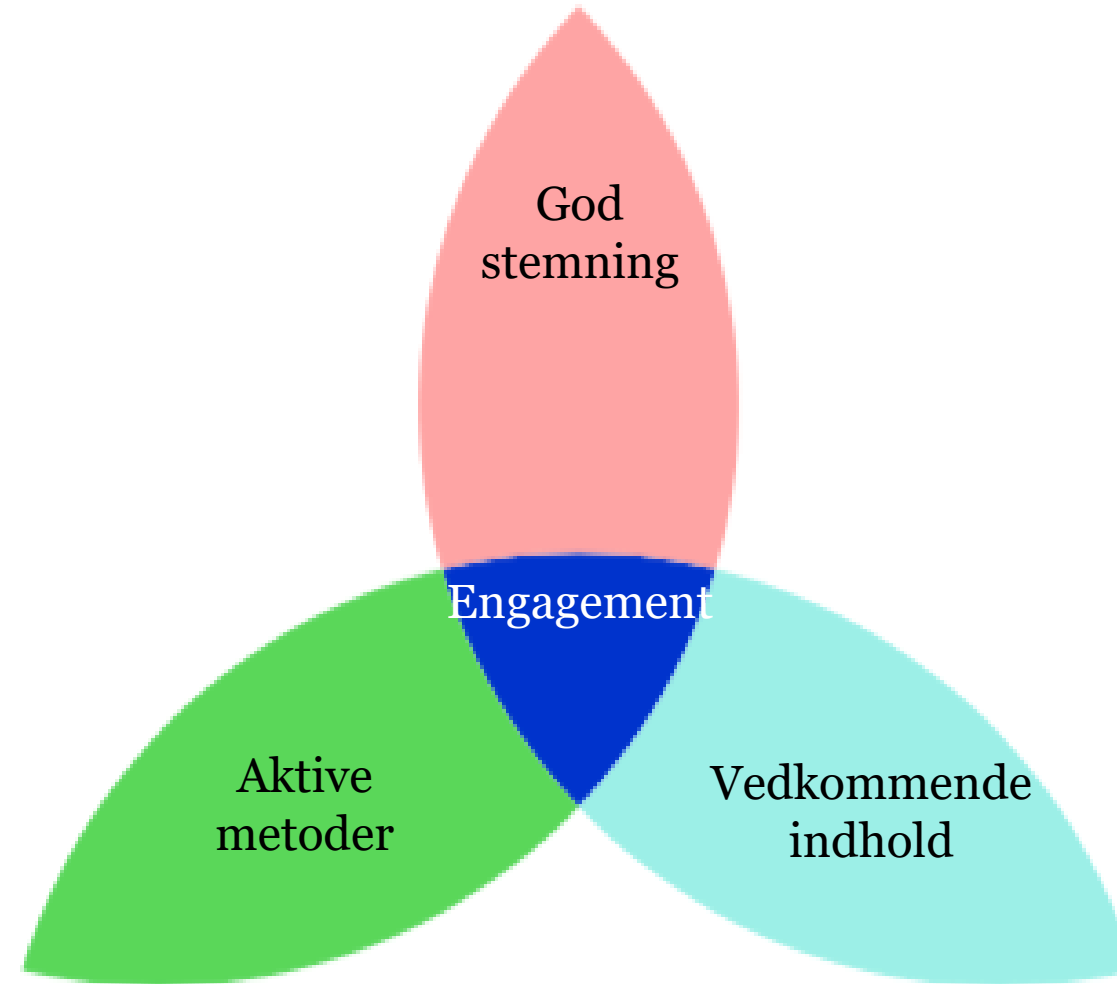 God
stemning
Engagement
Aktive
metoder
Vedkommende
indhold